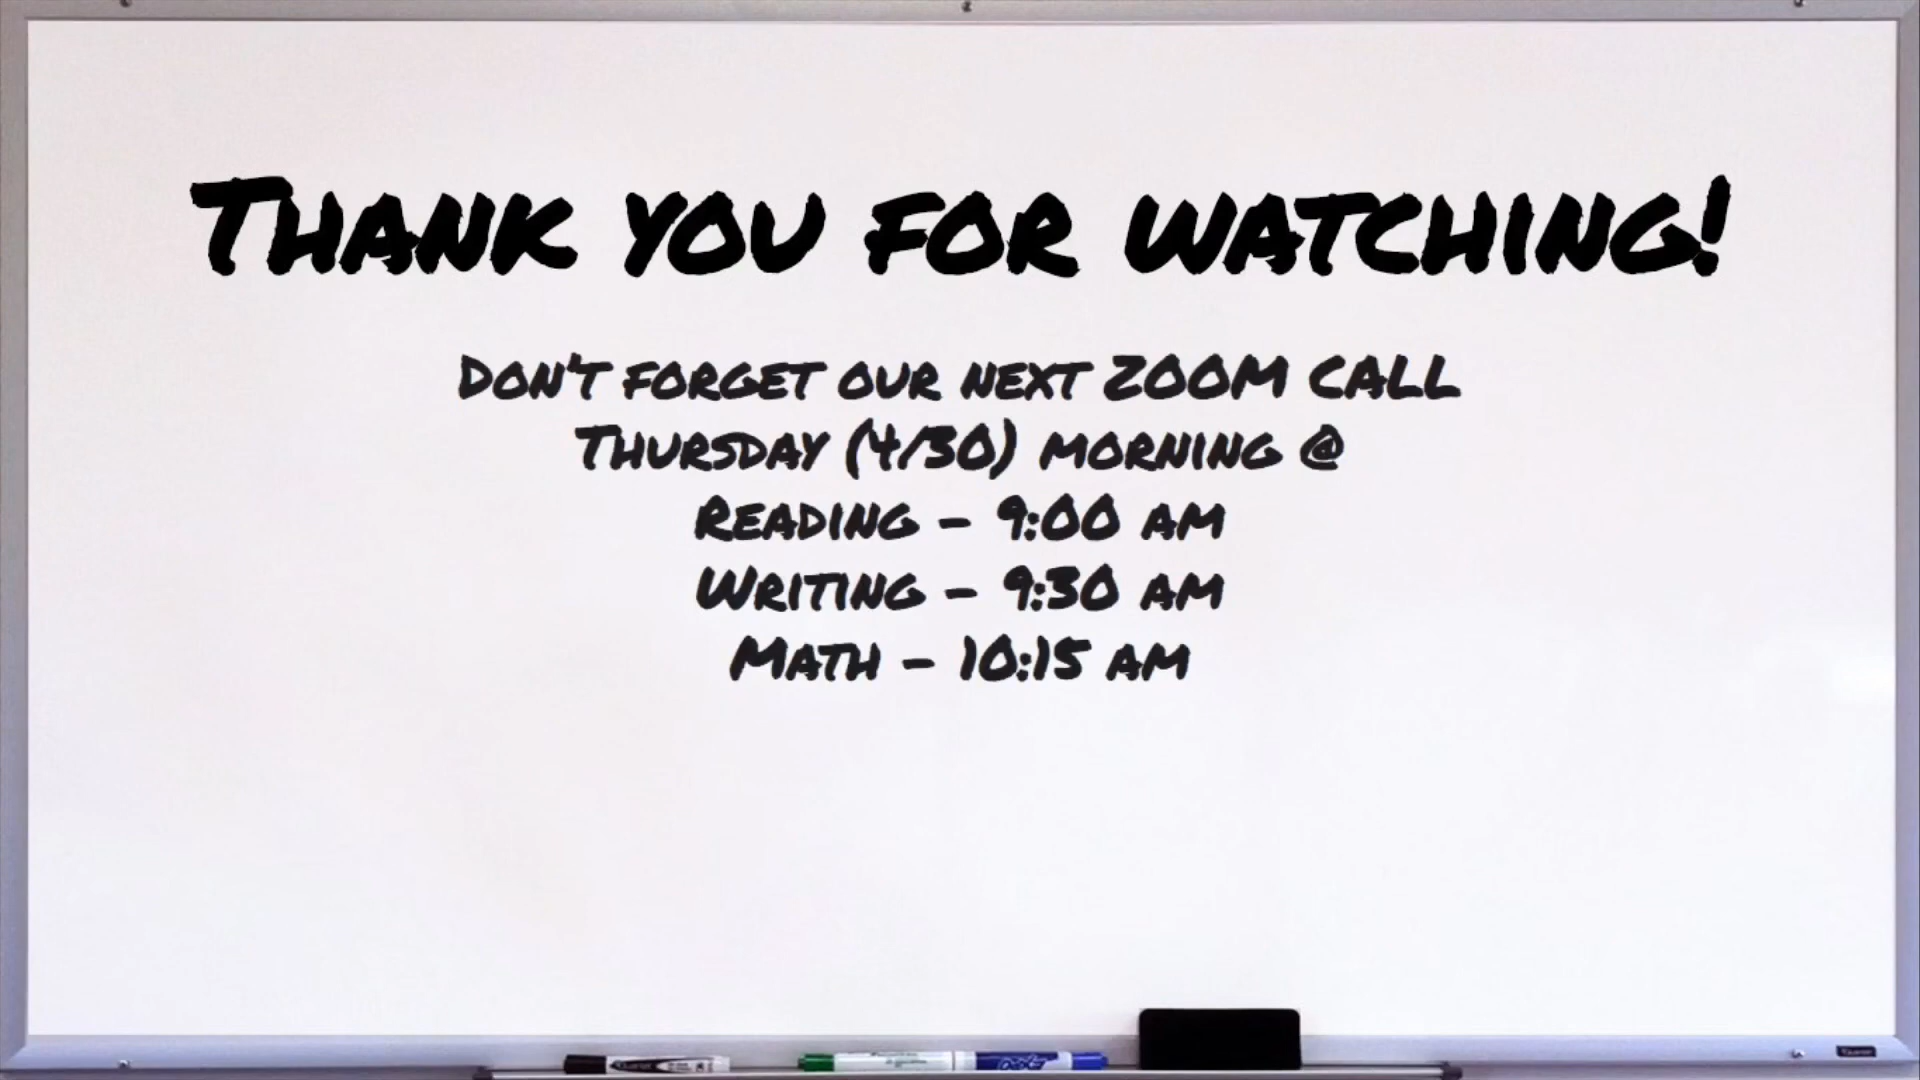 Thank you for watching!
Don't forget our next ZOOM CALL
Thursday (4/30) morning @
Reading - 9:00 am
Writing - 9:30 am
Math - 10:15 am